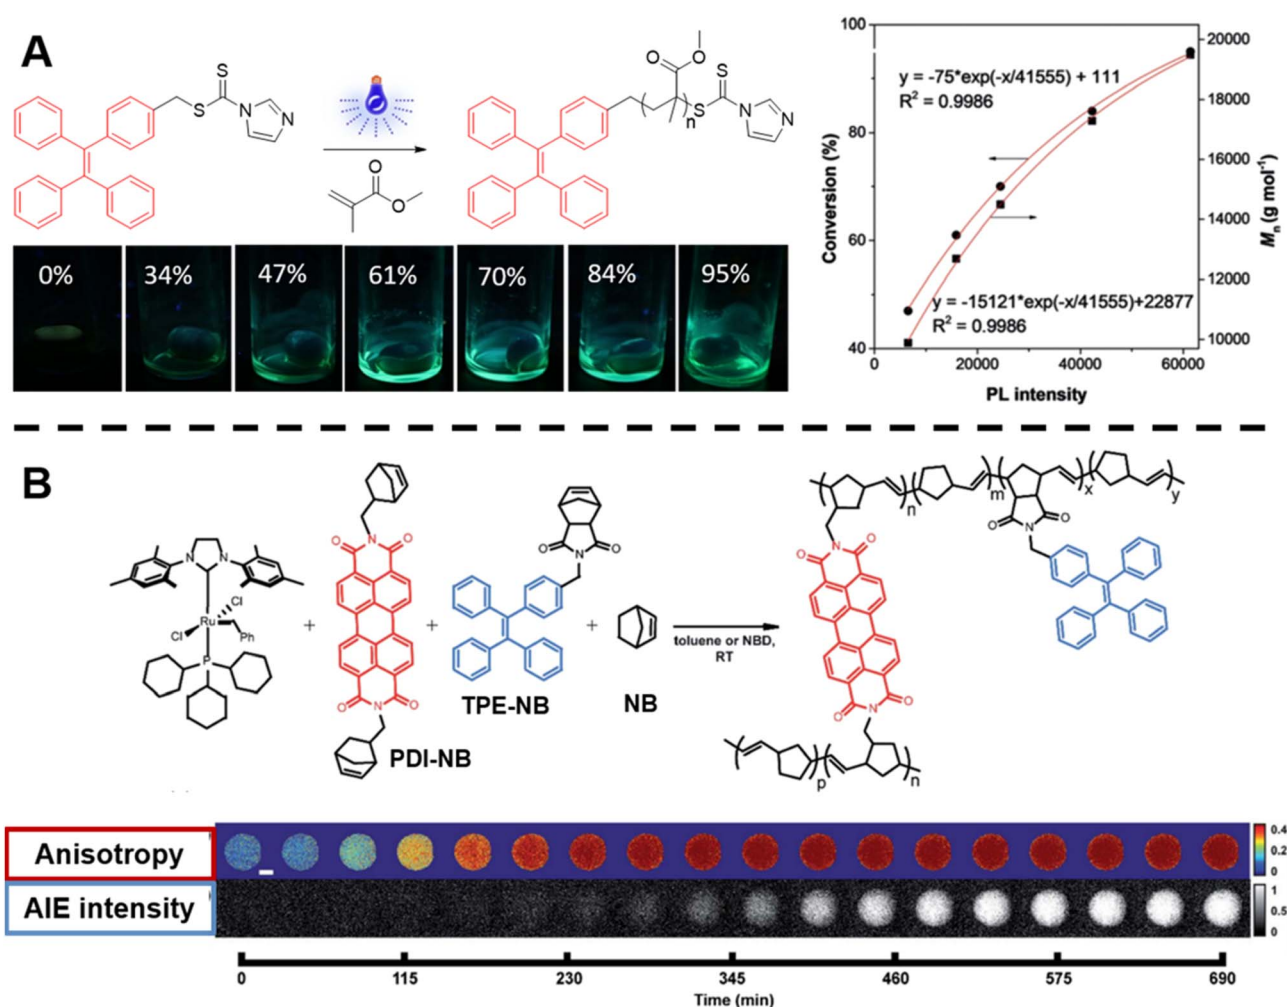 A
S
S
N
N
O
O
n
S
S
N
N
O
O
0%
34%
47%
61%
70%
84%
95%
100
80
60
40
Conversion (%)
y = -75*exp(-x/41555) + 111
R² = 0.9986
y = -15121*exp(-x/41555)+22877
R² = 0.9986
0
20000
40000
60000
PL intensity
20000
18000
16000
14000
12000
10000
Mn (g mol-1)
B
N
N
Cl
Ru
Cl
Ph
P
+
O
N
O
O
N
O
PDI-NB
+
O
N
O
TPE-NB
+
NB
toluene or NBD,
RT
n
m
x
y
O
N
O
O
N
O
O
N
O
p
n
Anisotropy
0.4
0.2
0
AIE intensity
1
0.5
0
0
115
230
345
460
575
690
Time (min)